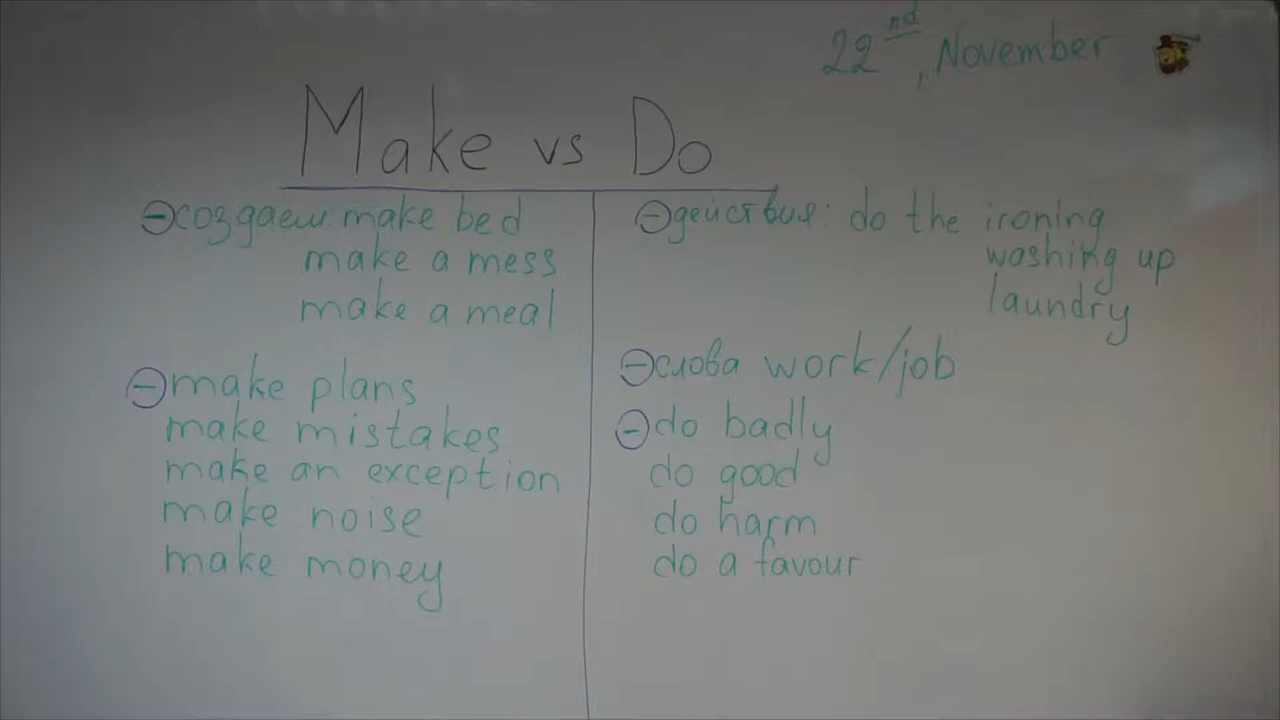 22nd, November
Make vs Do
⊖создаем: make bed
make a mess
make a meal
⊖make plans
make mistakes
make an exception
make noise
make money
⊖действия: do the ironing
washing up
laundry
⊖слова work/job
⊖do badly
do good
do harm
do a favour